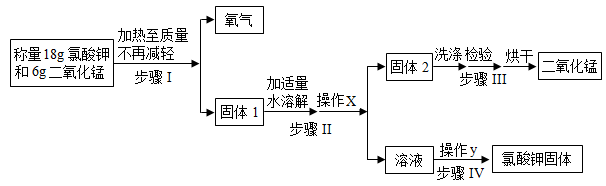 称量18g氯酸钾
和6g二氧化锰
加热至质量
不再减轻
步骤 I
氧气
固体 1
加适量
水溶解
操作X
步骤 II
固体 2
洗涤 检验
烘干
步骤 III
二氧化锰
溶液
操作y
步骤 IV
氯酸钾固体